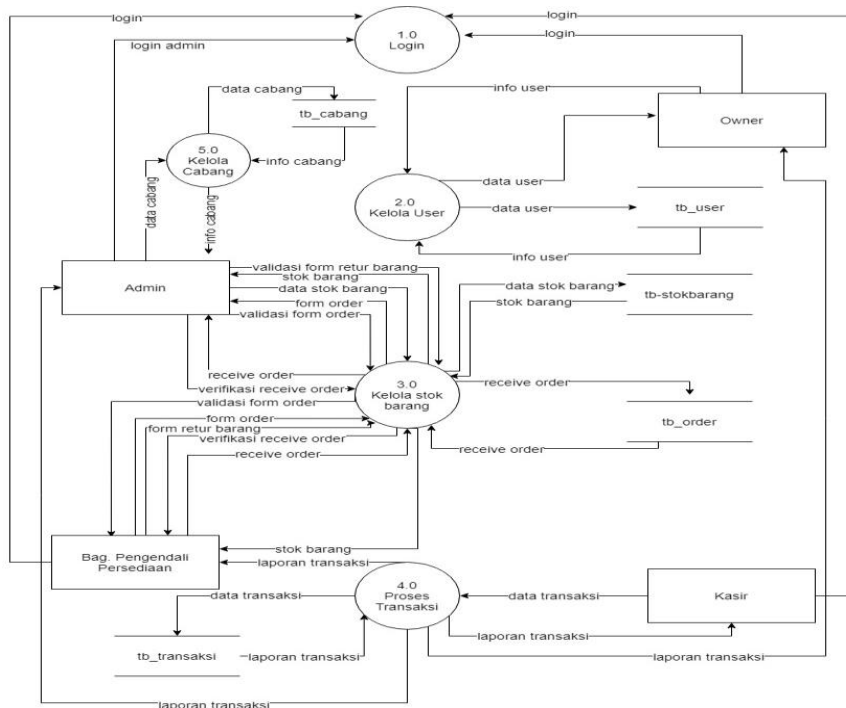 login
1.0
Login
login
login
login admin
data cabang
tb_cabang
info user
Owner
5.0
Kelola
Cabang
info cabang
data user
2.0
Kelola User
data user
tb_user
data cabang
info cabang
info user
Admin
validasi form retur barang
stok barang
data stok barang
form order
validasi form order
data stok barang
stok barang
tb-stokbarang
receive order
verifikasi receive order
validasi form order
form order
form retur barang
verifikasi receive order
receive order
3.0
Kelola stok
barang
receive order
tb_order
receive order
Bag. Pengendali
Persediaan
stok barang
laporan transaksi
data transaksi
4.0
Proses
Transaksi
data transaksi
Kasir
laporan transaksi
tb_transaksi
laporan transaksi
laporan transaksi
laporan transaksi